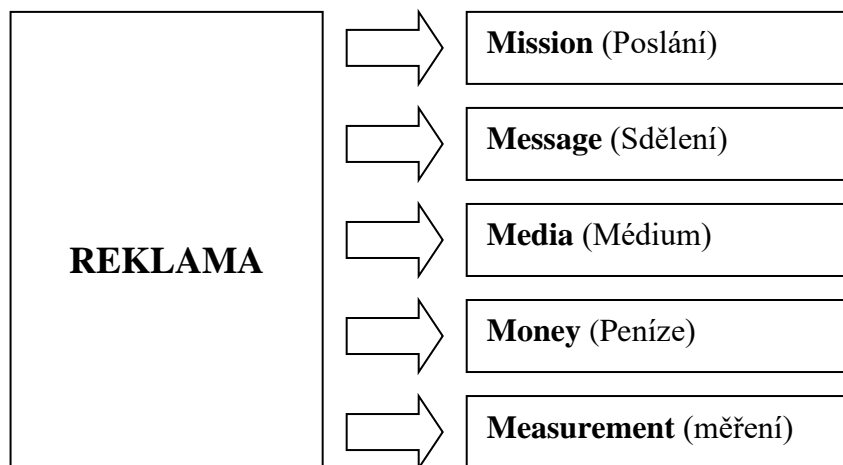 REKLAMA
Mission (Poslání)
Message (Sdělení)
Media (Médium)
Money (Peníze)
Measurement (měření)